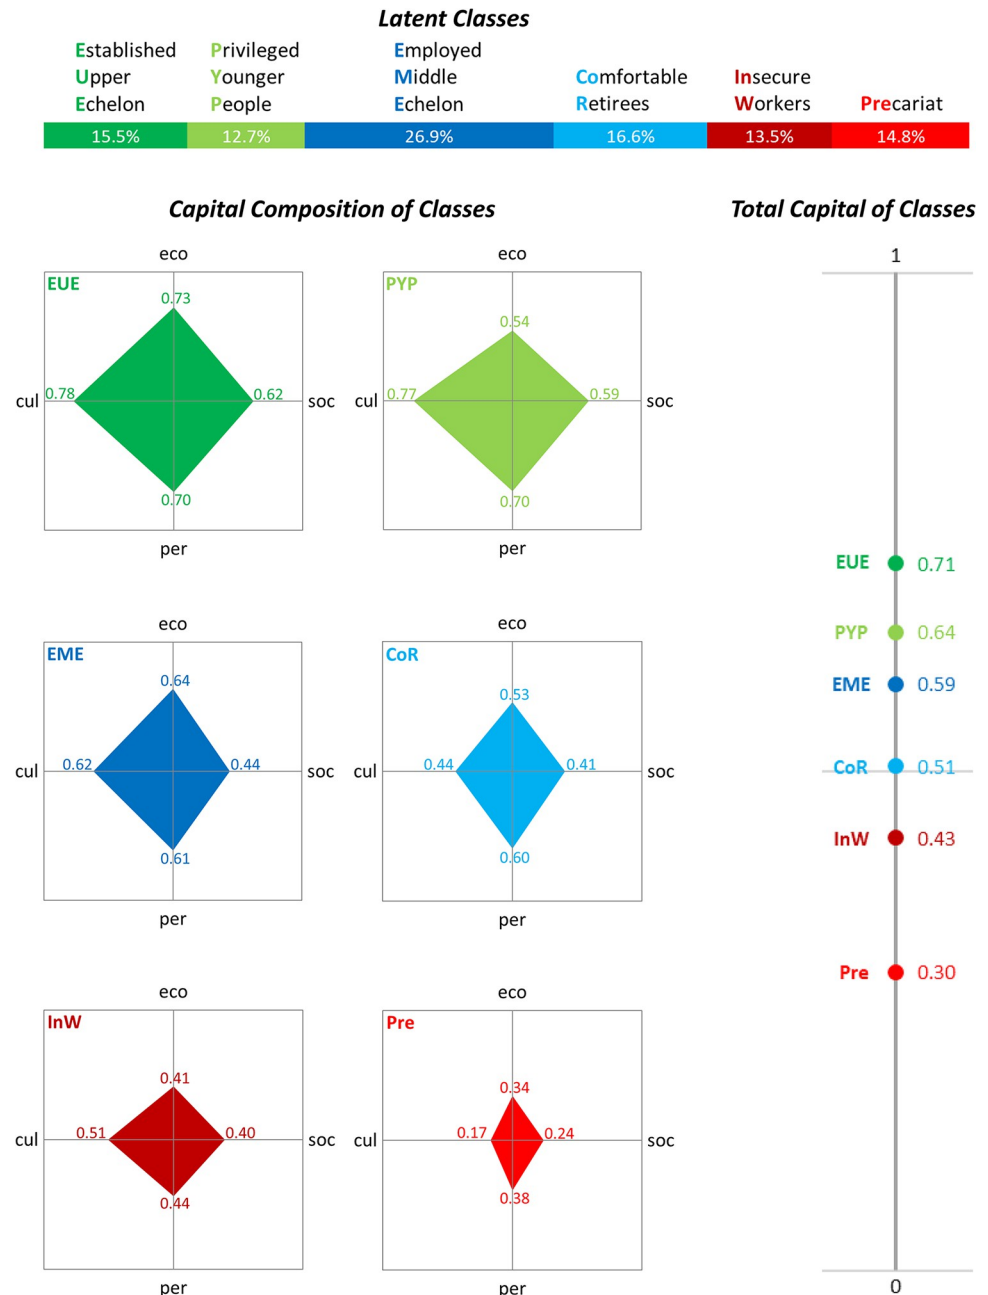 Latent Classes
Established
Upper
Echelon
Privileged
Younger
People
Employed
Middle
Echelon
Comfortable
Retirees
Insecure
Workers
Precariat
15.5% 12.7% 26.9% 16.6% 13.5% 14.8%
Capital Composition of Classes
Total Capital of Classes
eco
EUE
0.73
cul
0.78
0.62
soc
0.70
per
eco
PYP
0.54
cul
0.77
0.59
soc
0.70
per
eco
EME
0.64
cul
0.62
0.44
soc
0.61
per
eco
CoR
0.53
cul
0.44
0.41
soc
0.60
per
eco
InW
0.41
cul
0.51
0.40
soc
0.44
per
eco
Pre
0.34
cul
0.17
0.24
soc
0.38
per
1
EUE 0.71
PYP 0.64
EME 0.59
CoR 0.51
InW 0.43
Pre 0.30
0